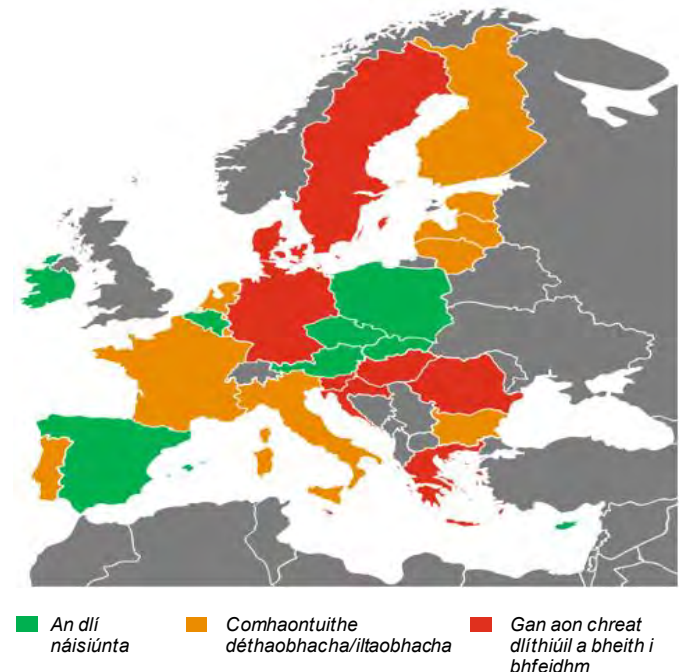 An dlí
náisiúnta
Comhaontuithe
déthaobhacha/iltaobhacha
Gan aon chreat
dlíthiúil a bheith i
bhfeidhm